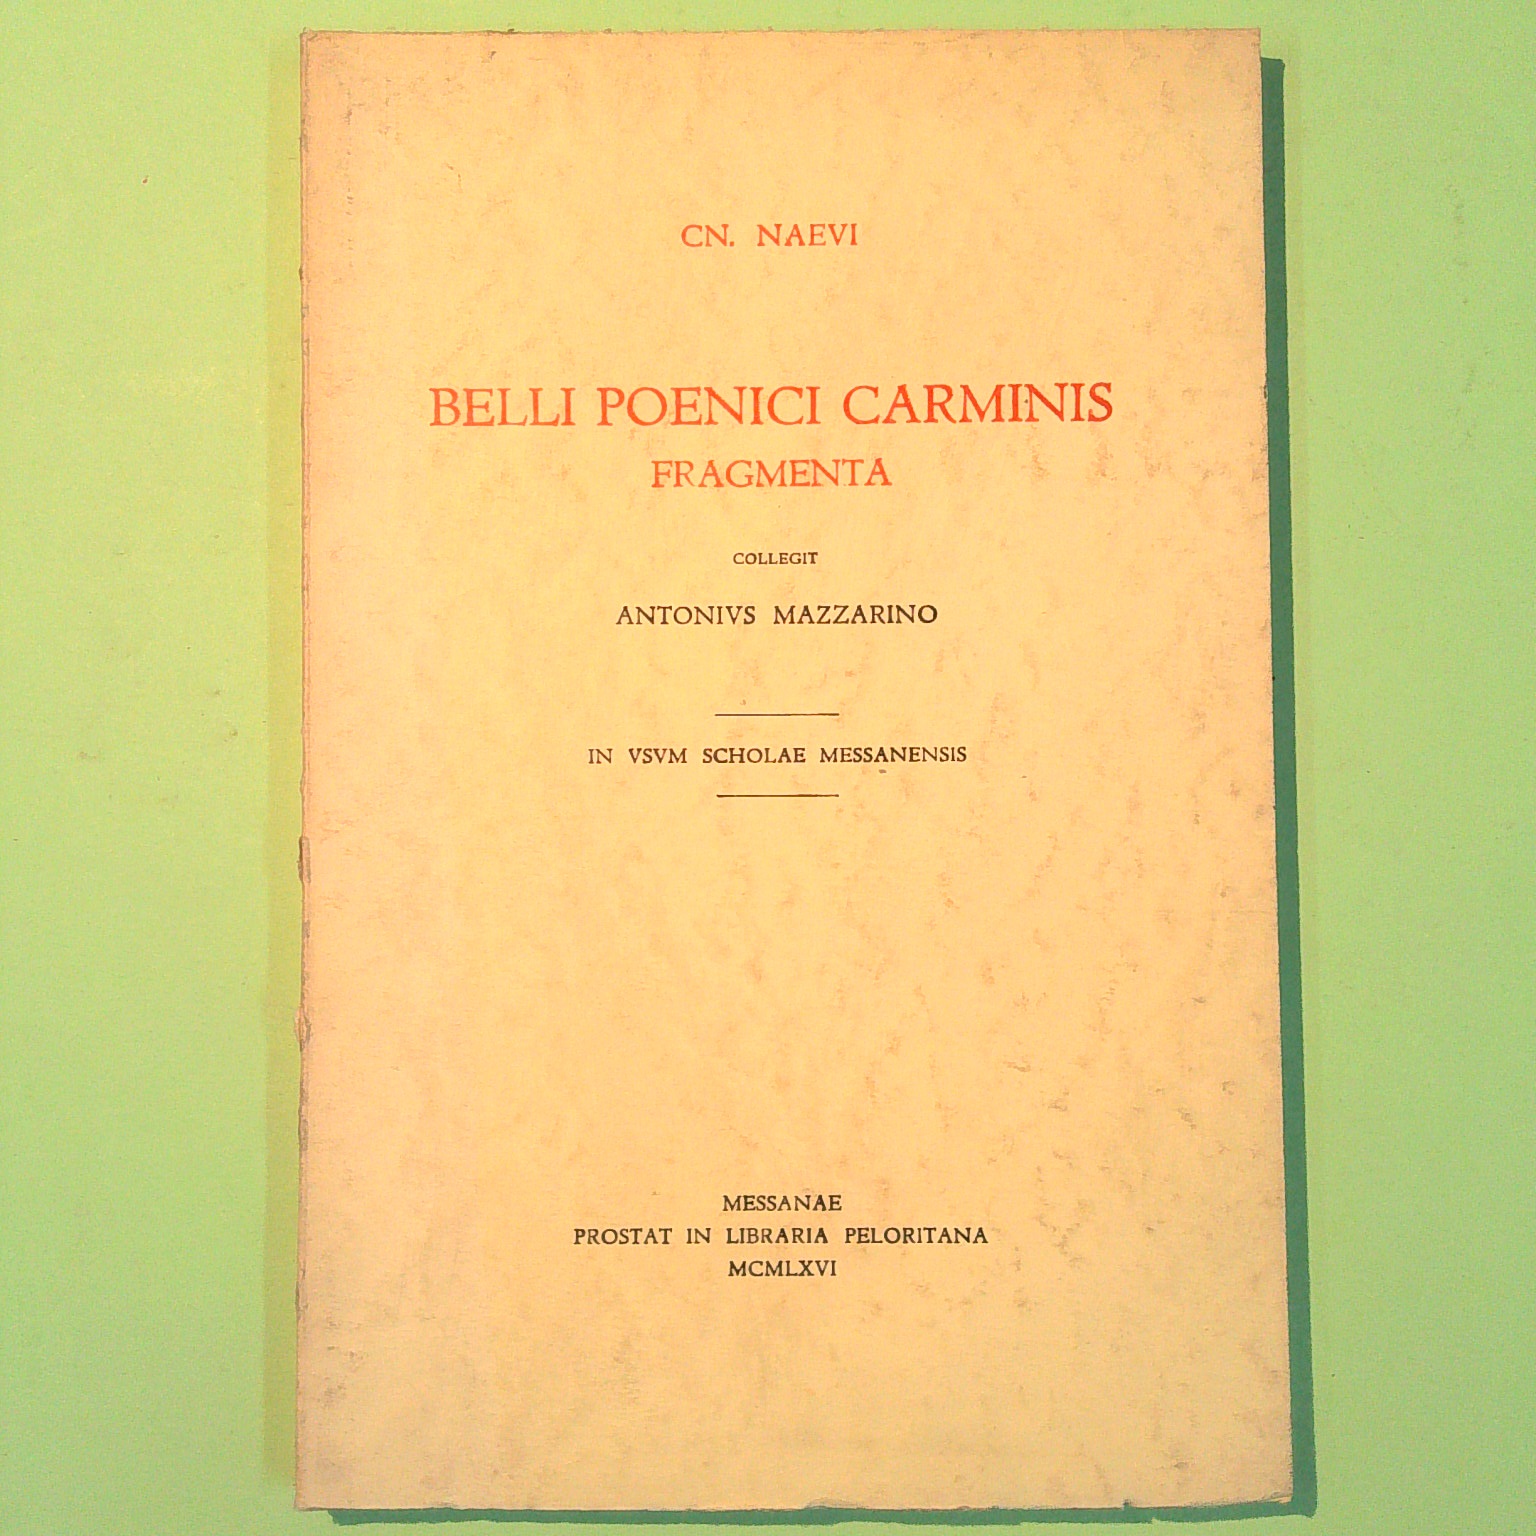 CN. NAEVI
BELLI POENICI CARMINIS
FRAGMENTA
COLLEGIT
ANTONIVS MAZZARINO
IN VSVM SCHOLAE MESSANENSIS
MESSANAE
PROSTAT IN LIBRARIA PELORITANA
MCMLXVI